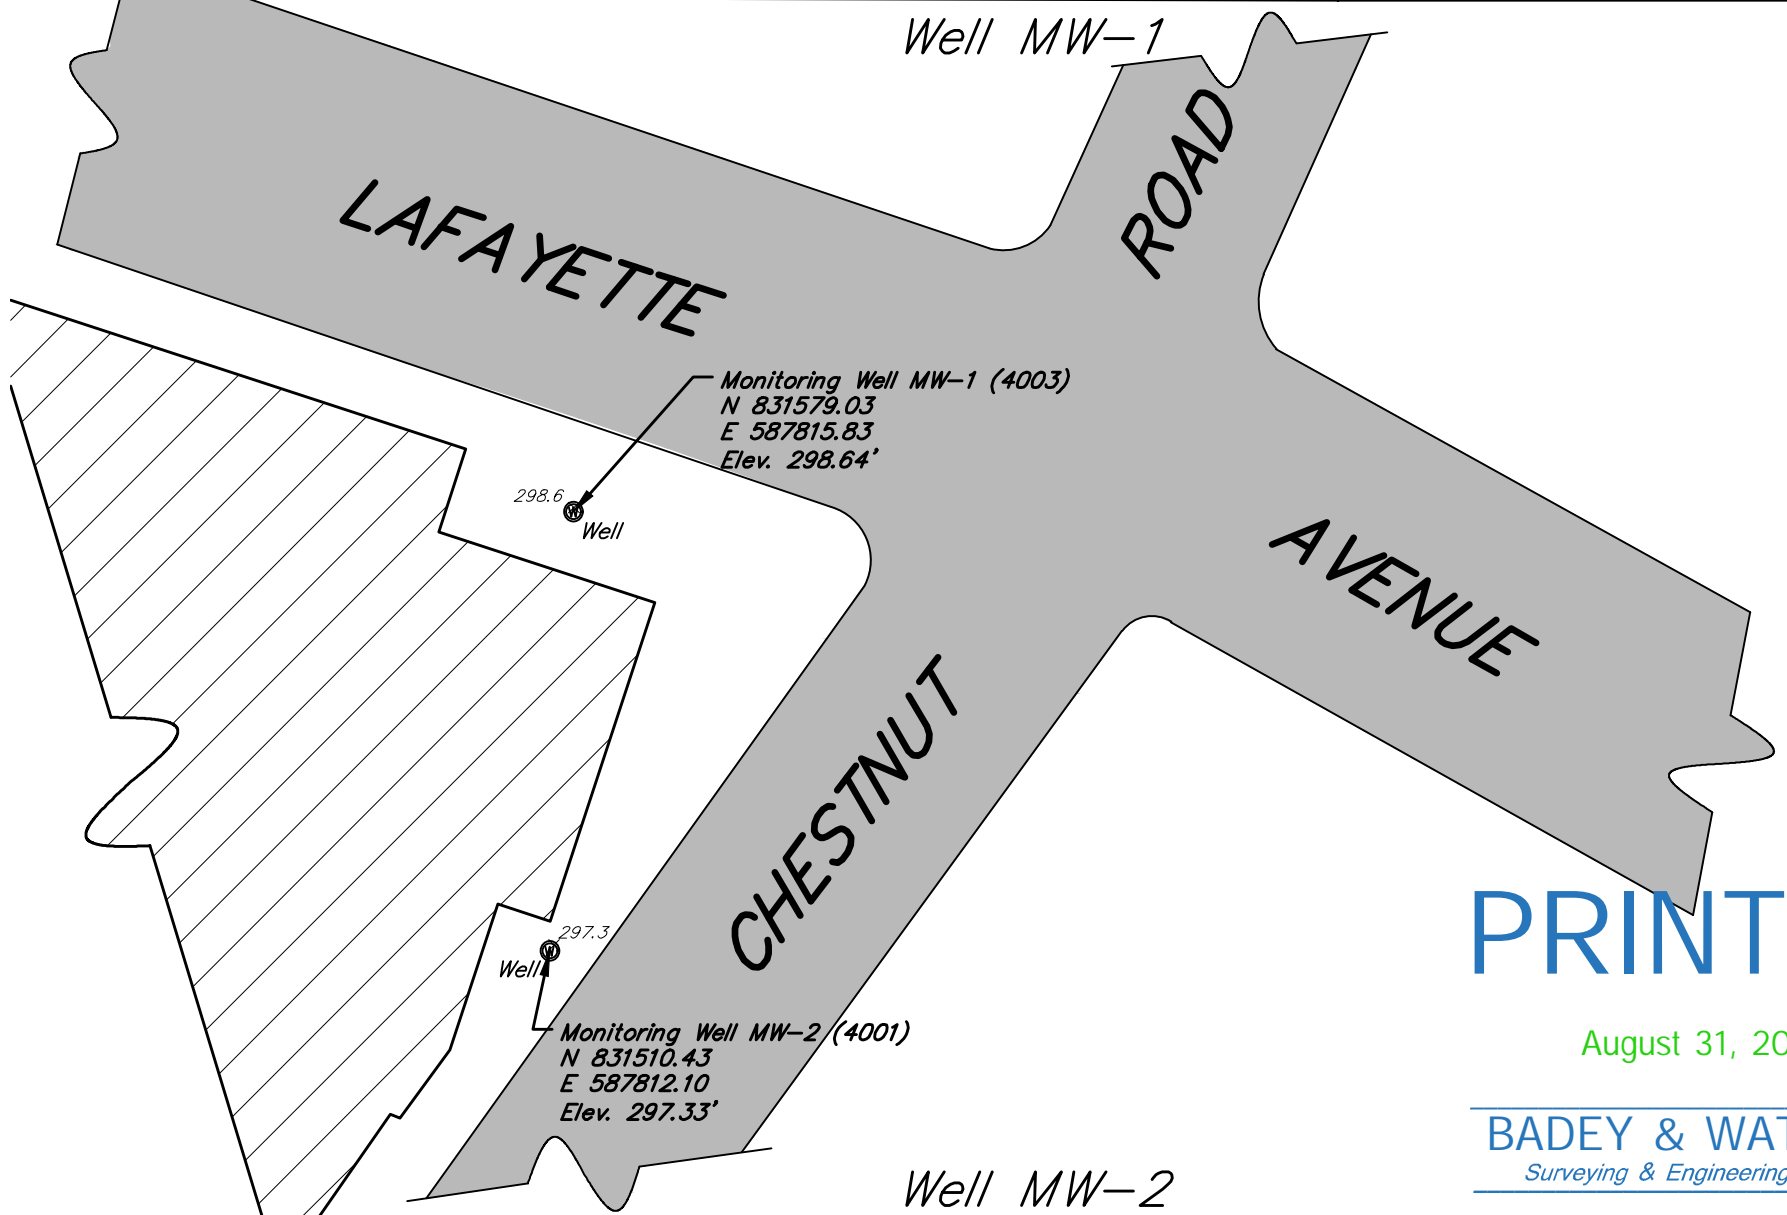 Well MW-1
ROAD
LAFAYETTE
Monitoring Well MW-1 (4003)
N 831579.03
E 587815.83
Elev. 298.64'
298.6
W
Well
AVENUE
CHESTNUT
297.3
W
Well
Monitoring Well MW-2 (4001)
N 831510.43
E 587812.10
Elev. 297.33'
PRINT
August 31, 20
BADEY & WAT
Surveying & Engineering
Well MW-2